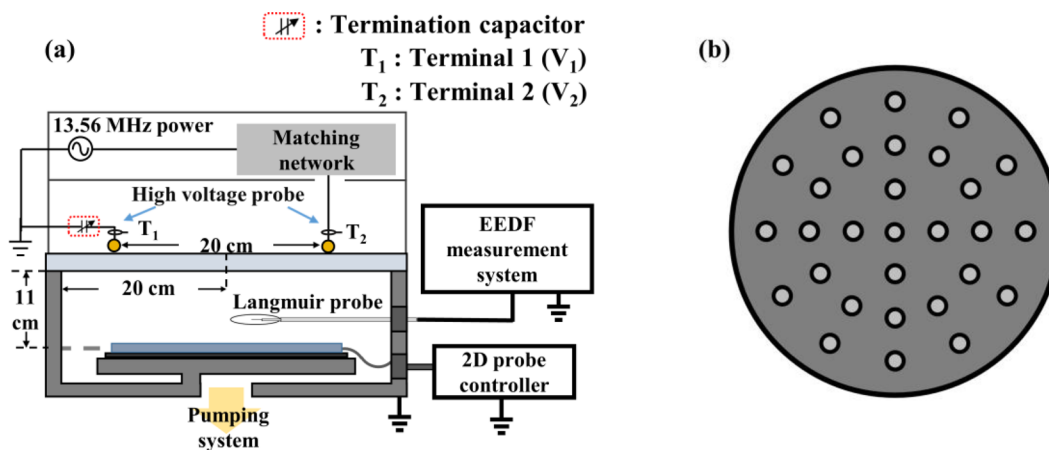 (a)
: Termination capacitor
T₁ : Terminal 1 (V₁)
T₂ : Terminal 2 (V₂)
(b)
13.56 MHz power
Matching
network
High voltage probe
T₁
T₂
20 cm
EEDF
measurement
system
11
cm
20 cm
Langmuir probe
2D probe
controller
Pumping
system